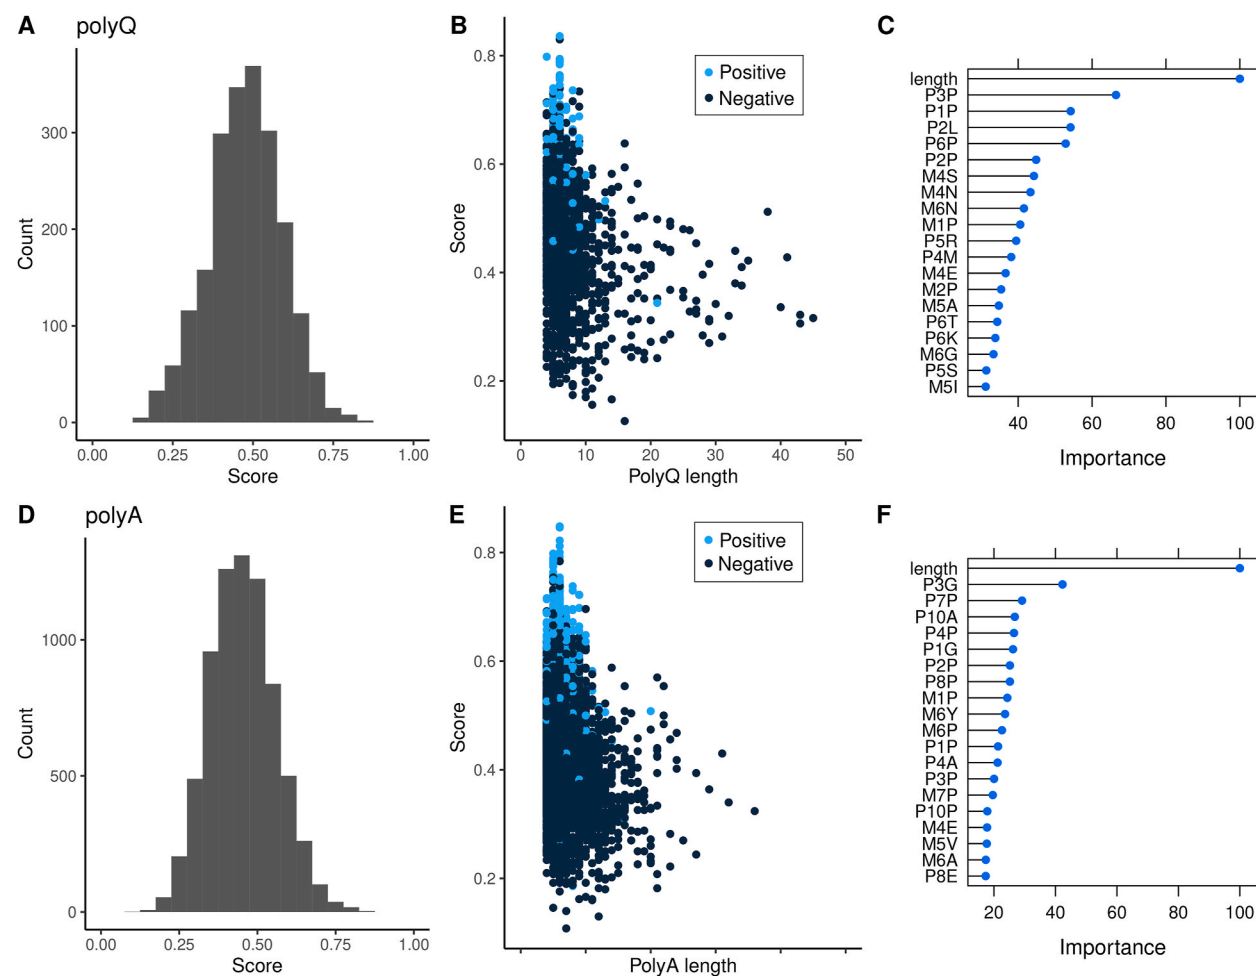 A
polyQ
300
200
100
0
Count
0.00
0.25
0.50
0.75
1.00
Score
B
Positive
Negative
0.8
0.6
0.4
0.2
Score
0
10
20
30
40
50
PolyQ length
C
length
P3P
P1P
P2L
P6P
P2P
M4S
M4N
M6N
M1P
P5R
P4M
M4E
M2P
M5A
P6T
P6K
M6G
P5S
M5I
40
60
80
100
Importance
D
polyA
1000
500
0
Count
0.00
0.25
0.50
0.75
1.00
Score
E
Positive
Negative
0.8
0.6
0.4
0.2
Score
PolyA length
F
length
P3G
P7P
P10A
P4P
P1G
P2P
P8P
M1P
M6Y
M6P
P1P
P4A
P3P
M7P
P10P
M4E
M5V
M6A
P8E
20
40
60
80
100
Importance